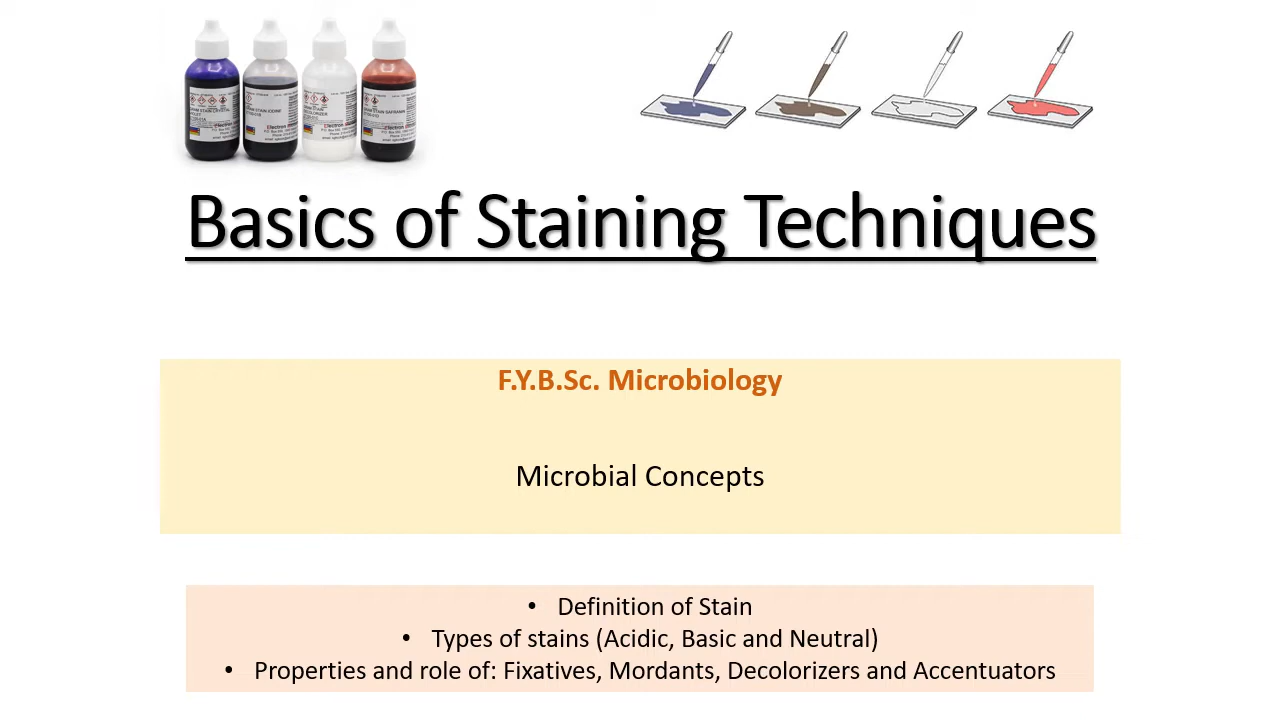 Basics of Staining Techniques
F.Y.B.Sc. Microbiology
Microbial Concepts
• Definition of Stain
• Types of stains (Acidic, Basic and Neutral)
• Properties and role of: Fixatives, Mordants, Decolorizers and Accentuators